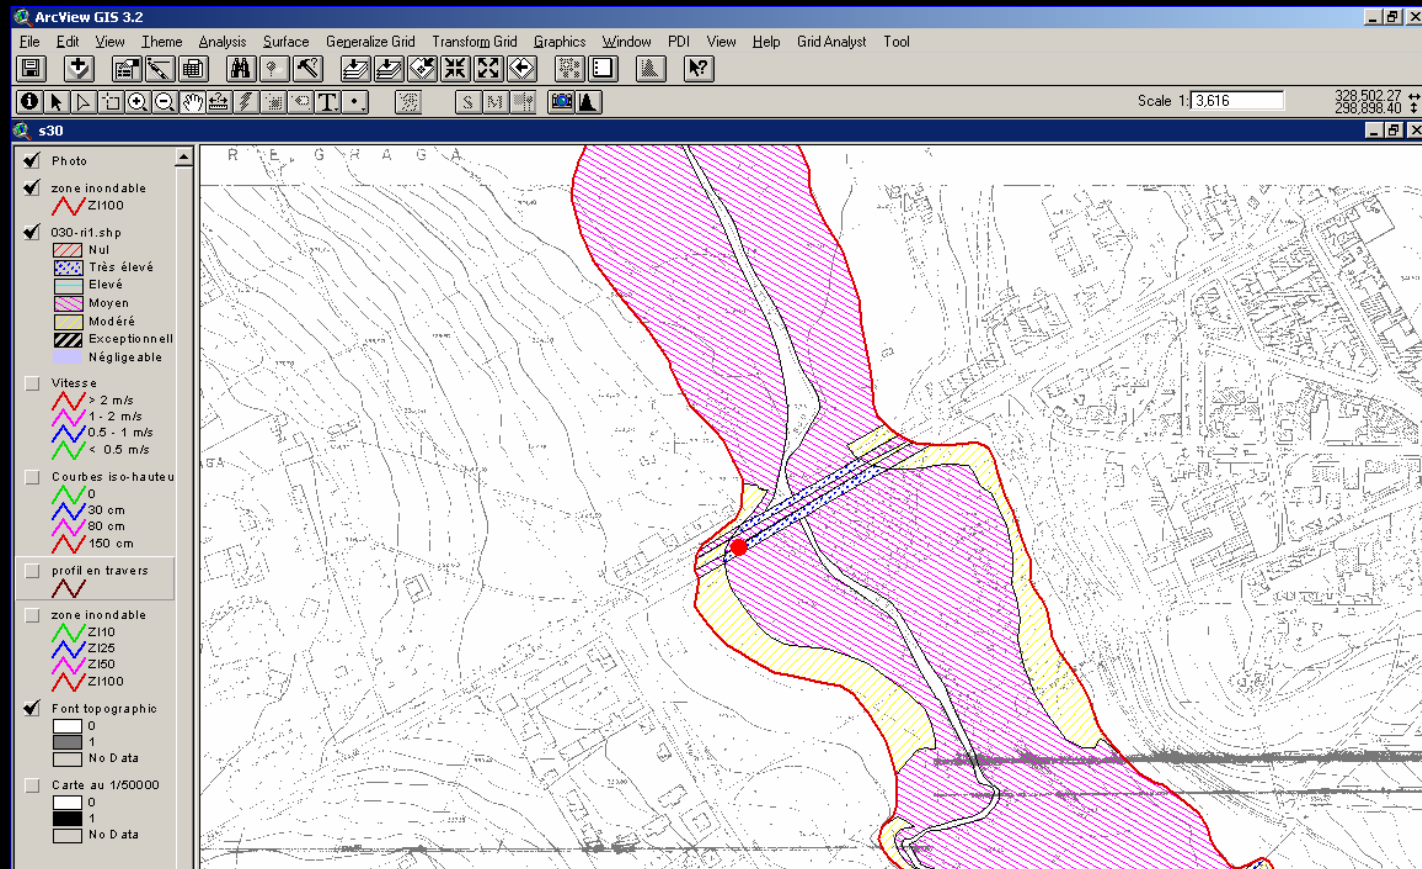 ArcView GIS 3.2
File Edit View Theme Analysis Surface Generalize Grid Transform Grid Graphics Window PDI View Help Grid Analyst Tool
Scale 1: 3,616
328,502.27
298,898.40
s30
Photo
zone inondable
ZI100
030-ri1.shp
Nul
Très élevé
Elevé
Moyen
Modéré
Exceptionnell
Négligeable
Vitesse
> 2 m/s
1 - 2 m/s
0.5 - 1 m/s
< 0.5 m/s
Courbes iso-hauteu
0
30 cm
80 cm
150 cm
profil en travers
zone inondable
ZI10
ZI25
ZI50
ZI100
Font topographic
0
1
No Data
Carte au 1/50000
0
1
No Data
R E G R A G A